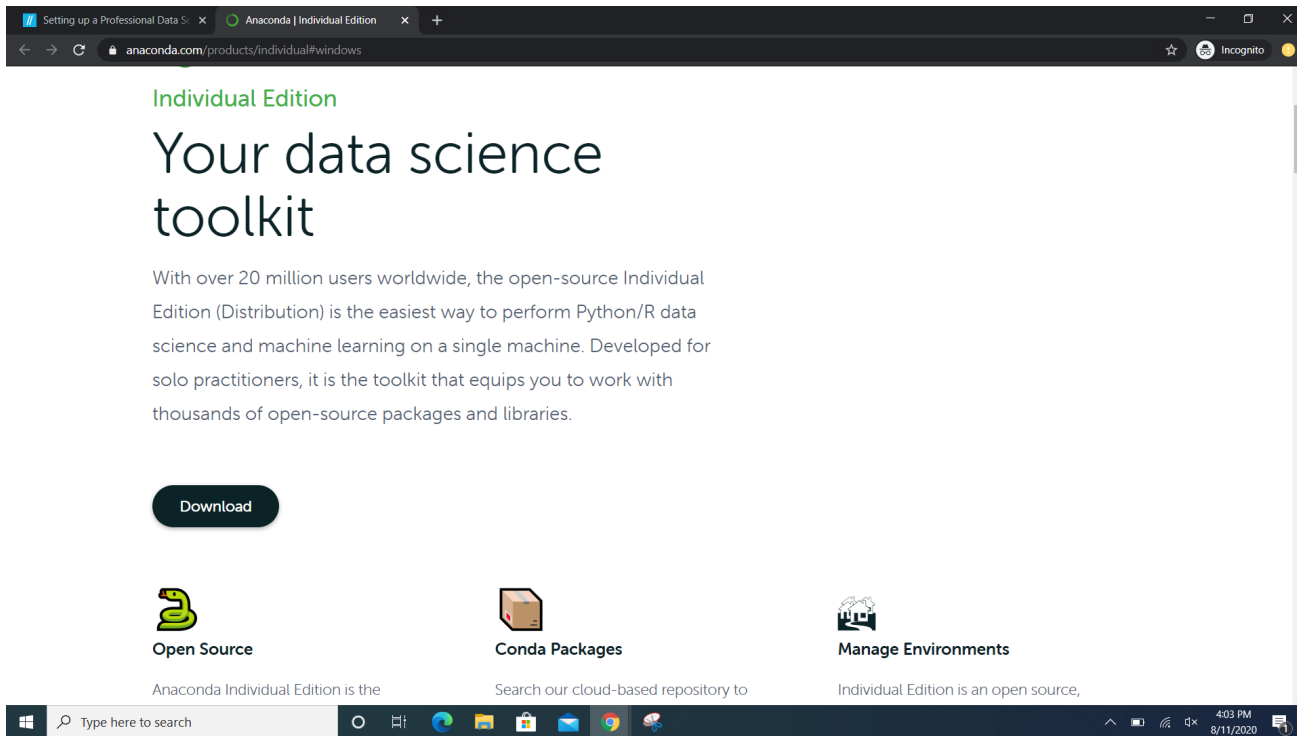 Setting up a Professional Data Sc
Anaconda | Individual Edition
anaconda.com/products/individual#windows
Incognito
Individual Edition
Your data science
toolkit
With over 20 million users worldwide, the open-source Individual
Edition (Distribution) is the easiest way to perform Python/R data
science and machine learning on a single machine. Developed for
solo practitioners, it is the toolkit that equips you to work with
thousands of open-source packages and libraries.
Download
Open Source
Conda Packages
Manage Environments
Anaconda Individual Edition is the
Search our cloud-based repository to
Individual Edition is an open source,
Type here to search
4:03 PM
8/11/2020
1